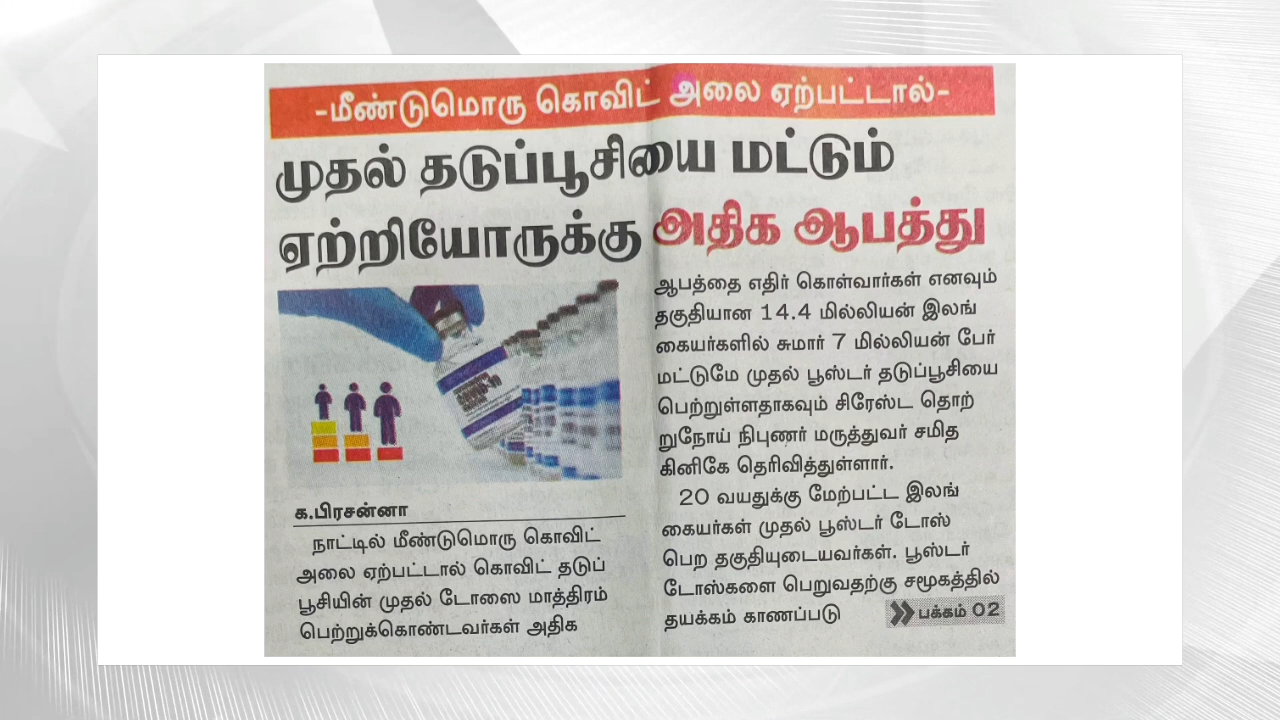 -மீண்டுமொரு கொவிட் அலை ஏற்பட்டால்-
முதல் தடுப்பூசியை மட்டும்
ஏற்றியோருக்கு அதிக ஆபத்து
க.பிரசன்னா
நாட்டில் மீண்டுமொரு கொவிட்
அலை ஏற்பட்டால் கொவிட் தடுப்
பூசியின் முதல் டோஸை மாத்திரம்
பெற்றுக்கொண்டவர்கள் அதிக
ஆபத்தை எதிர் கொள்வார்கள் எனவும்
தகுதியான 14.4 மில்லியன் இலங்
கையர்களில் சுமார் 7 மில்லியன் பேர்
மட்டுமே முதல் பூஸ்டர் தடுப்பூசியை
பெற்றுள்ளதாகவும் சிரேஸ்ட தொற்
றுநோய் நிபுணர் மருத்துவர் சமித
கினிகே தெரிவித்துள்ளார்.
20 வயதுக்கு மேற்பட்ட இலங்
கையர்கள் முதல் பூஸ்டர் டோஸ்
பெற தகுதியுடையவர்கள். பூஸ்டர்
டோஸ்களை பெறுவதற்கு சமூகத்தில்
தயக்கம் காணப்படு
பக்கம் 02